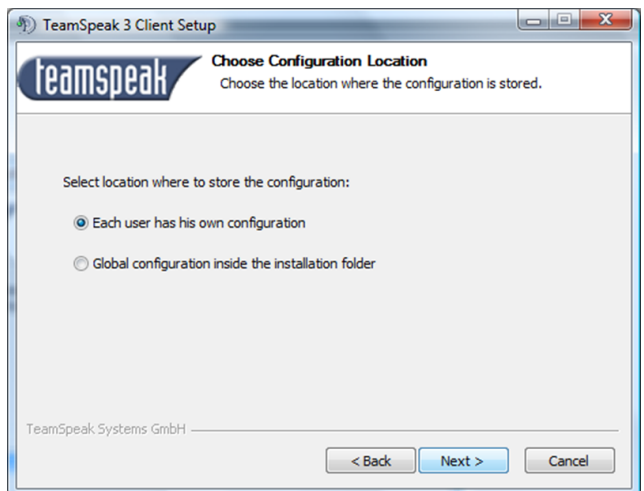 TeamSpeak 3 Client Setup
teamspeak
Choose Configuration Location
Choose the location where the configuration is stored.
Select location where to store the configuration:
Each user has his own configuration
Global configuration inside the installation folder
TeamSpeak Systems GmbH
< Back Next > Cancel